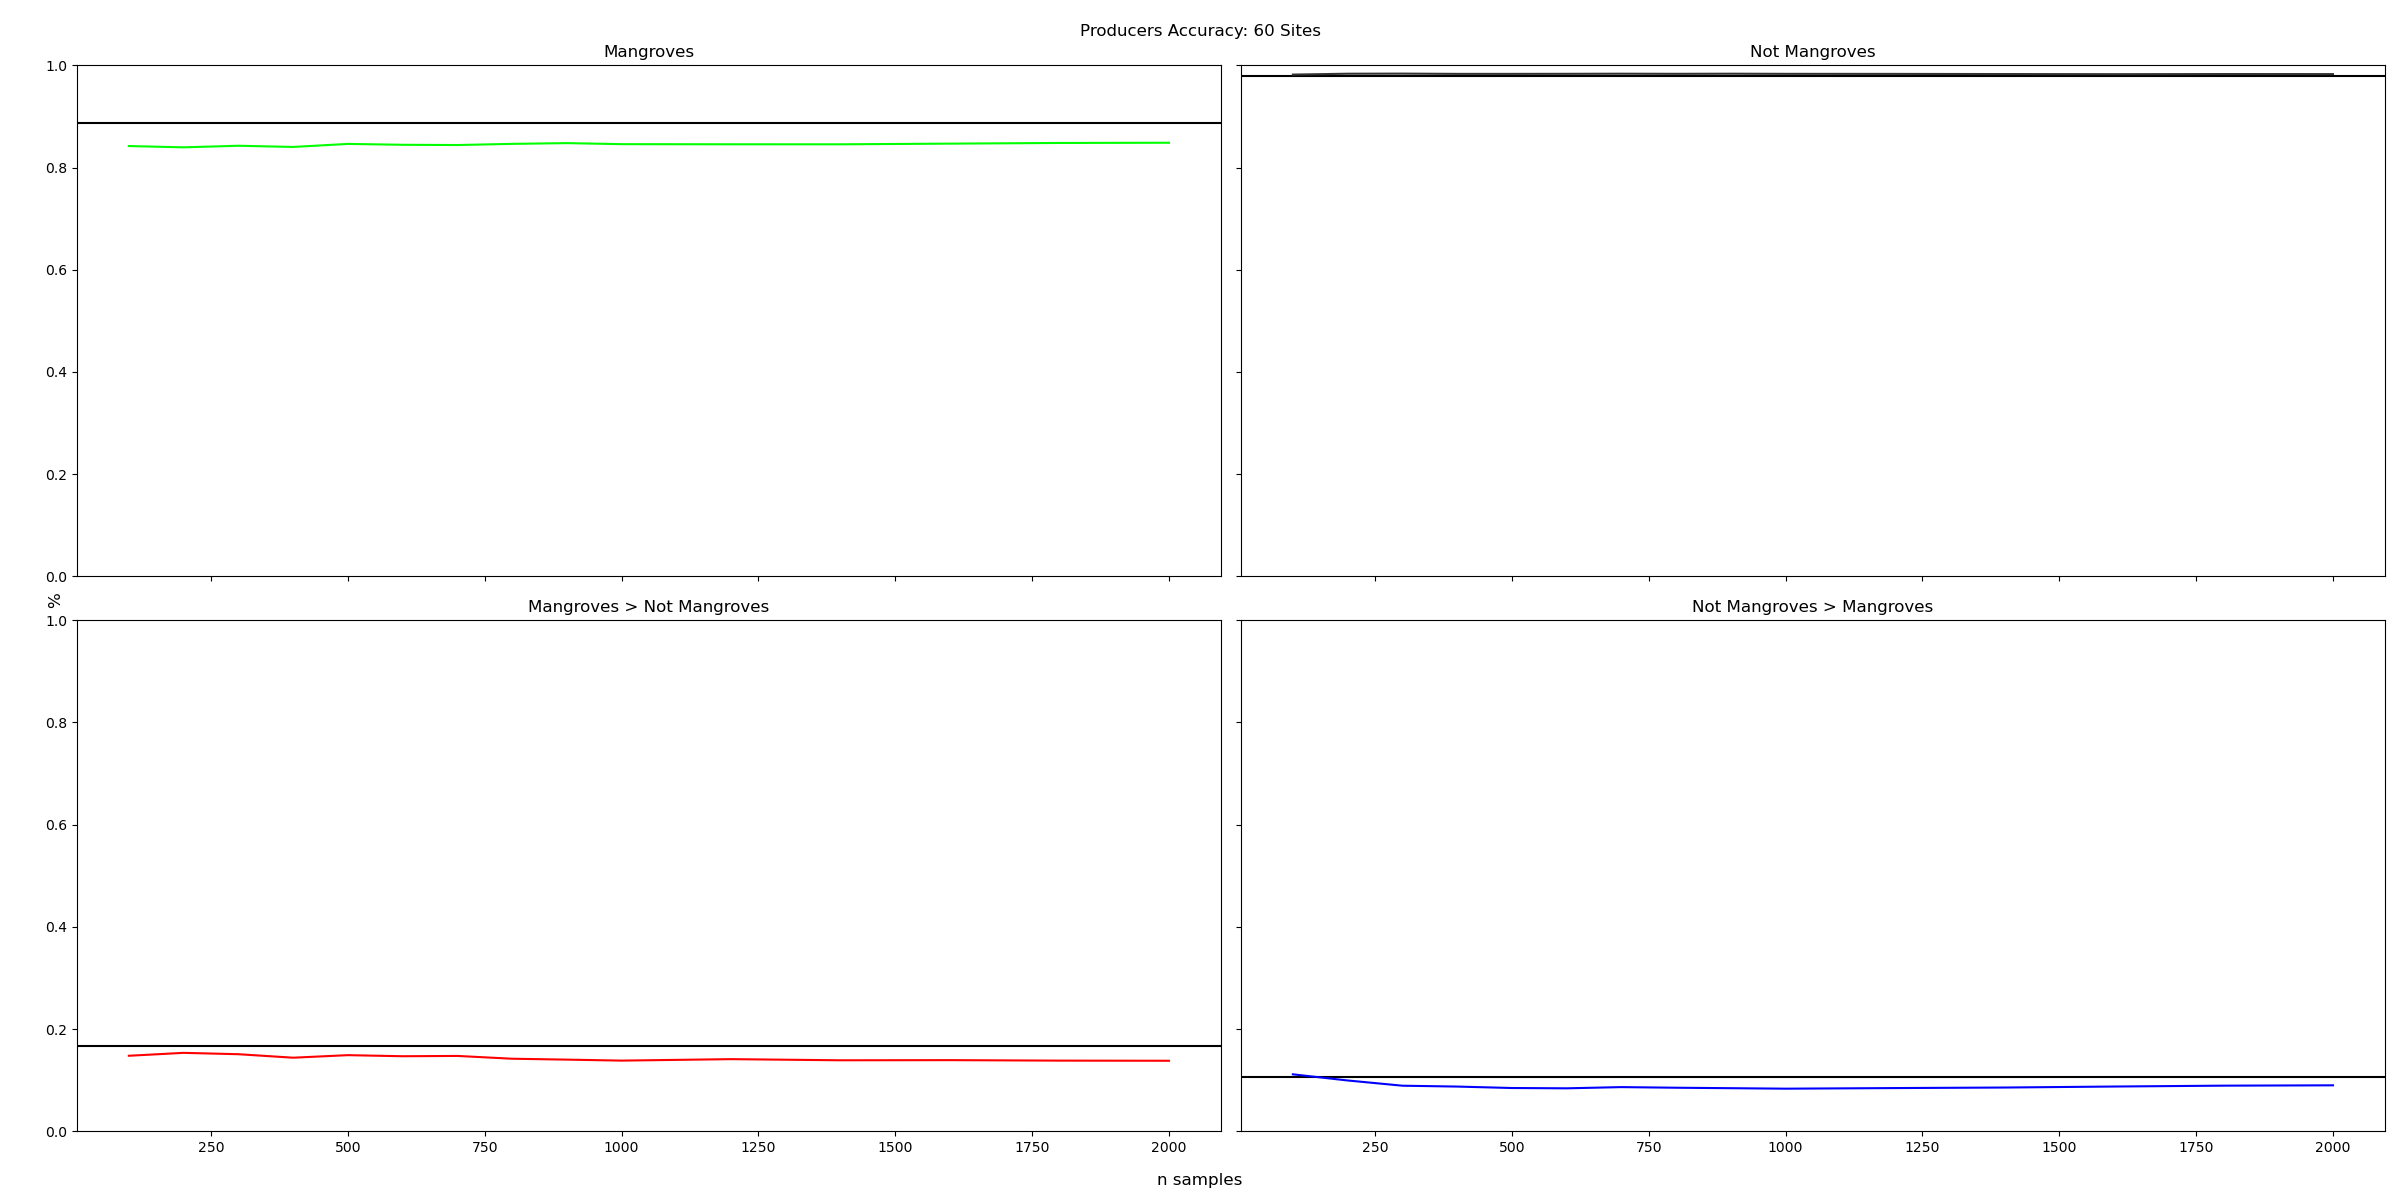 Producers Accuracy: 60 Sites
Mangroves
Not Mangroves
1.0
0.8
0.6
0.4
0.2
0.0
%
Mangroves > Not Mangroves
Not Mangroves > Mangroves
1.0
0.8
0.6
0.4
0.2
0.0
250 500 750 1000 1250 1500 1750 2000
250 500 750 1000 1250 1500 1750 2000
n samples